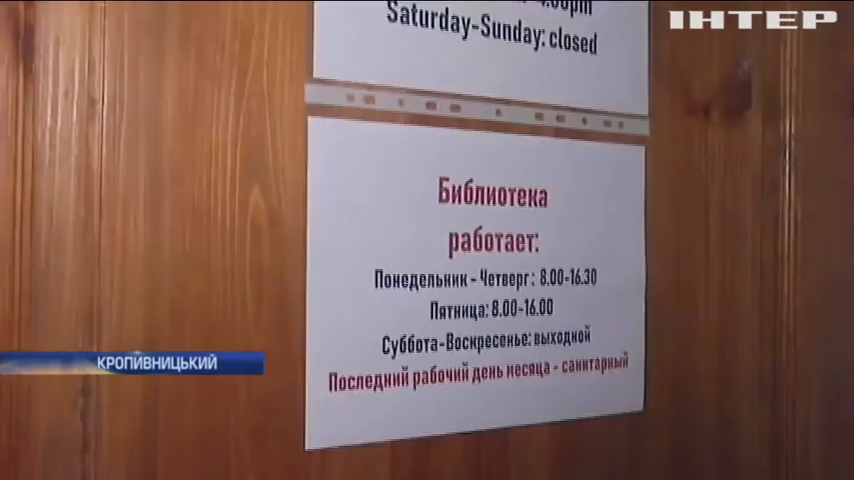 Saturday-Sunday: closed
ІНТЕР
Библиотека
работает:
Понедельник - Четверг: 8.00-16.30
Пятница: 8.00-16.00
Суббота-Воскресенье: выходной
Последний рабочий день месяца - санитарный
КРОПИВНИЦЬКИЙ